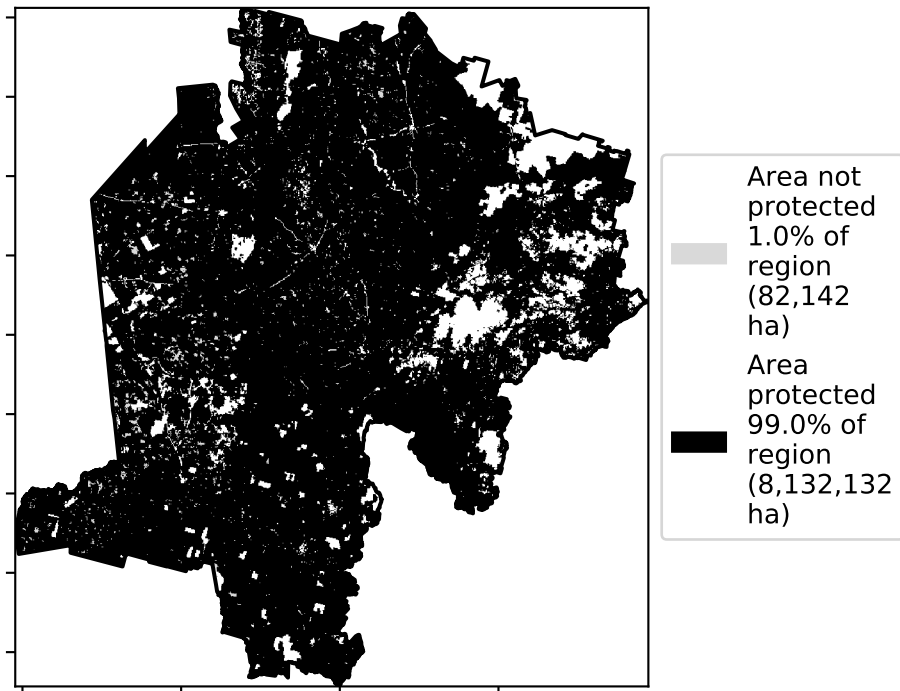 Area not
protected
1.0% of
region
(82,142
ha)
Area
protected
99.0% of
region
(8,132,132
ha)